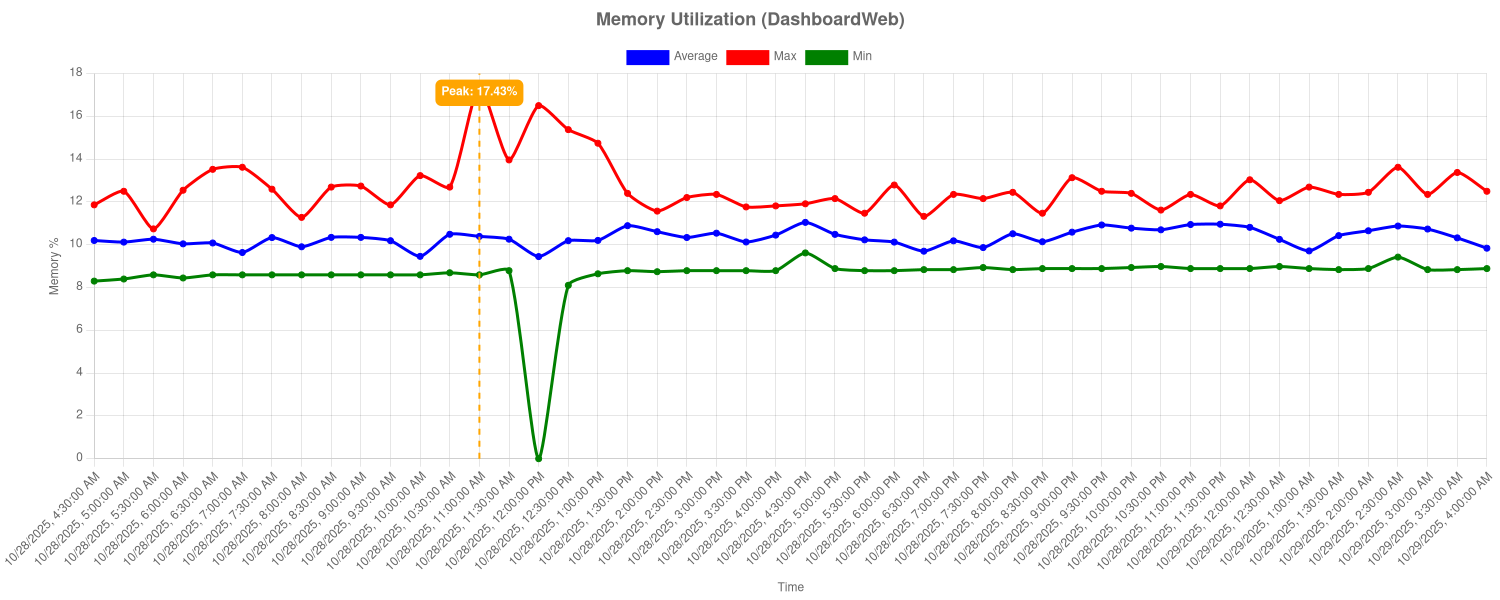 Memory Utilization (DashboardWeb)
Average Max Min
18
Peak: 17.43%
16
14
12
10
8
6
4
2
0
Memory %
10/28/2025, 4:30:00 AM
10/28/2025, 5:00:00 AM
10/28/2025, 5:30:00 AM
10/28/2025, 6:00:00 AM
10/28/2025, 6:30:00 AM
10/28/2025, 7:00:00 AM
10/28/2025, 7:30:00 AM
10/28/2025, 8:00:00 AM
10/28/2025, 8:30:00 AM
10/28/2025, 9:00:00 AM
10/28/2025, 9:30:00 AM
10/28/2025, 10:00:00 AM
10/28/2025, 10:30:00 AM
10/28/2025, 11:00:00 AM
10/28/2025, 11:30:00 AM
10/28/2025, 12:00:00 PM
10/28/2025, 12:30:00 PM
10/28/2025, 1:00:00 PM
10/28/2025, 1:30:00 PM
10/28/2025, 2:00:00 PM
10/28/2025, 2:30:00 PM
10/28/2025, 3:00:00 PM
10/28/2025, 3:30:00 PM
10/28/2025, 4:00:00 PM
10/28/2025, 4:30:00 PM
10/28/2025, 5:00:00 PM
10/28/2025, 5:30:00 PM
10/28/2025, 6:00:00 PM
10/28/2025, 6:30:00 PM
10/28/2025, 7:00:00 PM
10/28/2025, 7:30:00 PM
10/28/2025, 8:00:00 PM
10/28/2025, 8:30:00 PM
10/28/2025, 9:00:00 PM
10/28/2025, 9:30:00 PM
10/28/2025, 10:00:00 PM
10/28/2025, 10:30:00 PM
10/28/2025, 11:00:00 PM
10/28/2025, 11:30:00 PM
10/29/2025, 12:00:00 AM
10/29/2025, 12:30:00 AM
10/29/2025, 1:00:00 AM
10/29/2025, 1:30:00 AM
10/29/2025, 2:00:00 AM
10/29/2025, 2:30:00 AM
10/29/2025, 3:00:00 AM
10/29/2025, 3:30:00 AM
10/29/2025, 4:00:00 AM
Time